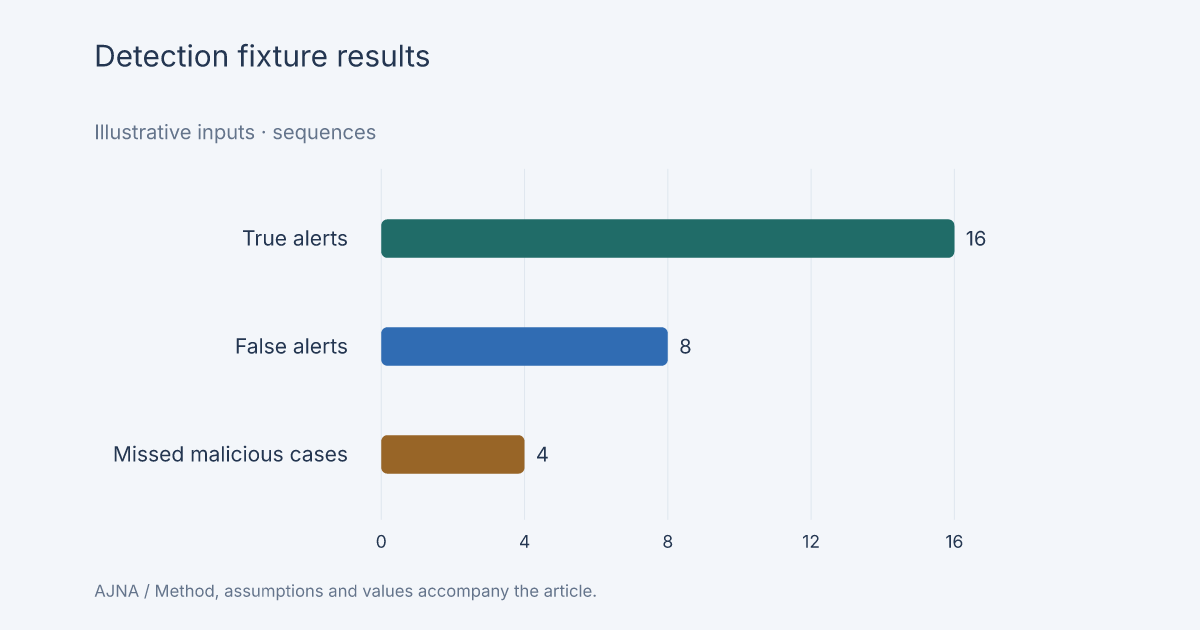 Detection fixture results
Illustrative inputs · sequences
True alerts 16
False alerts 8
Missed malicious cases 4
0 4 8 12 16
AJNA / Method, assumptions and values accompany the article.